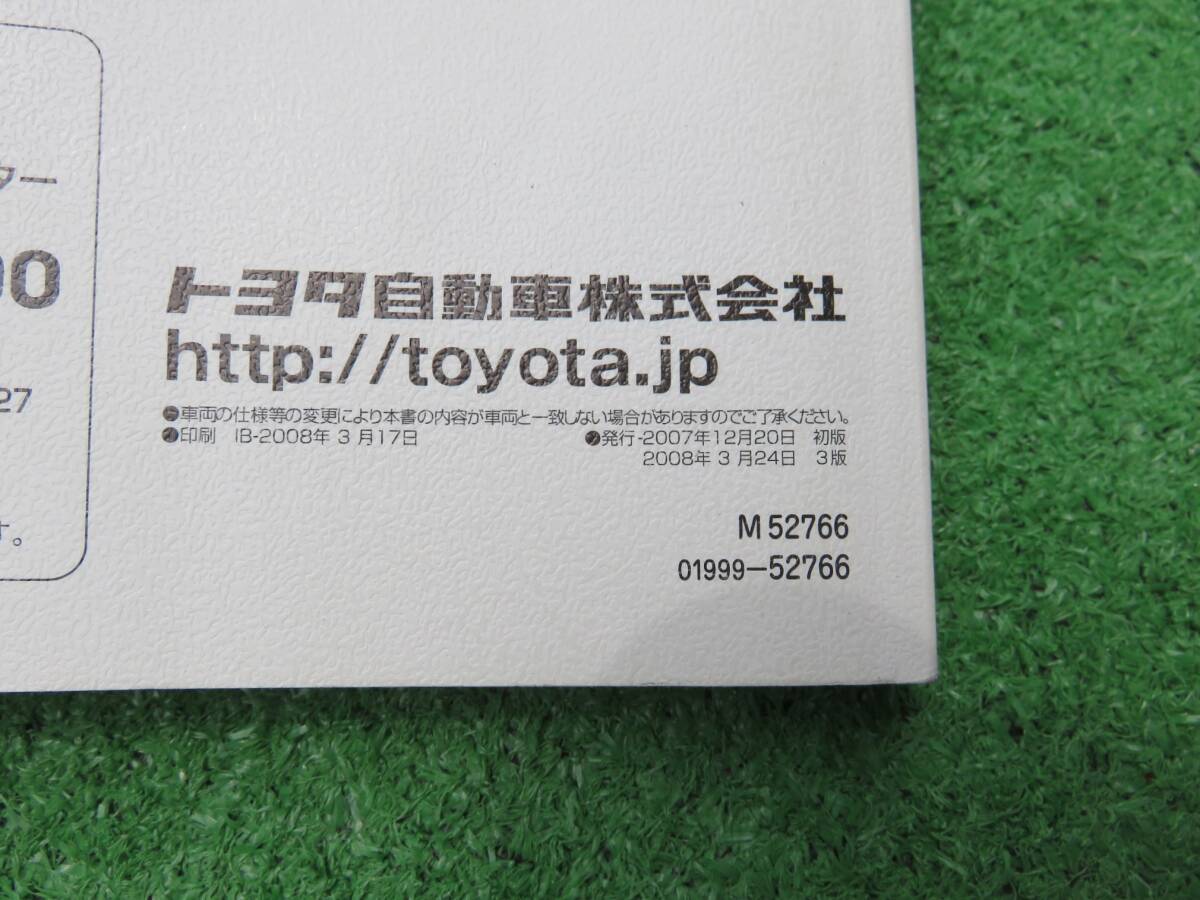 ター
00
27
す。
トヨタ自動車株式会社
http://toyota.jp
●車両の仕様等の変更により本書の内容が車両と一致しない場合がありますのでご了承ください。
印刷 IB-2008年3月17日 発行-2007年12月20日 初版
2008年3月24日 3版
M 52766
01999-52766